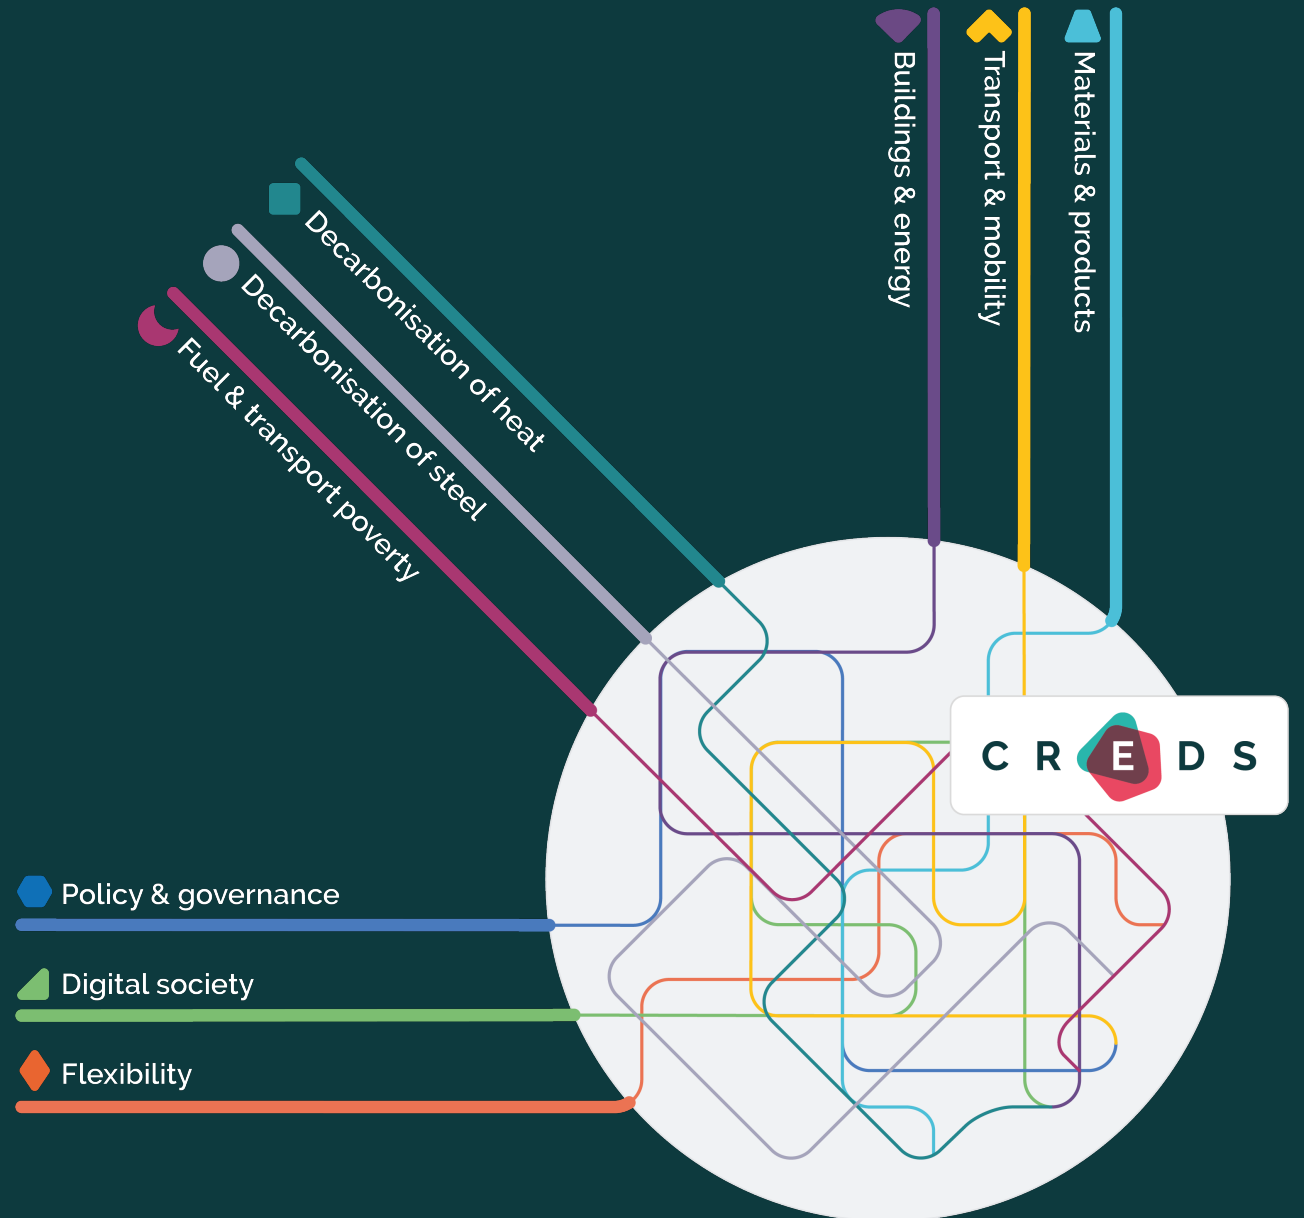 Buildings & energy
Transport & mobility
Materials & products
Decarbonisation of heat
Decarbonisation of steel
Fuel & transport poverty
C R E D S
Policy & governance
Digital society
Flexibility